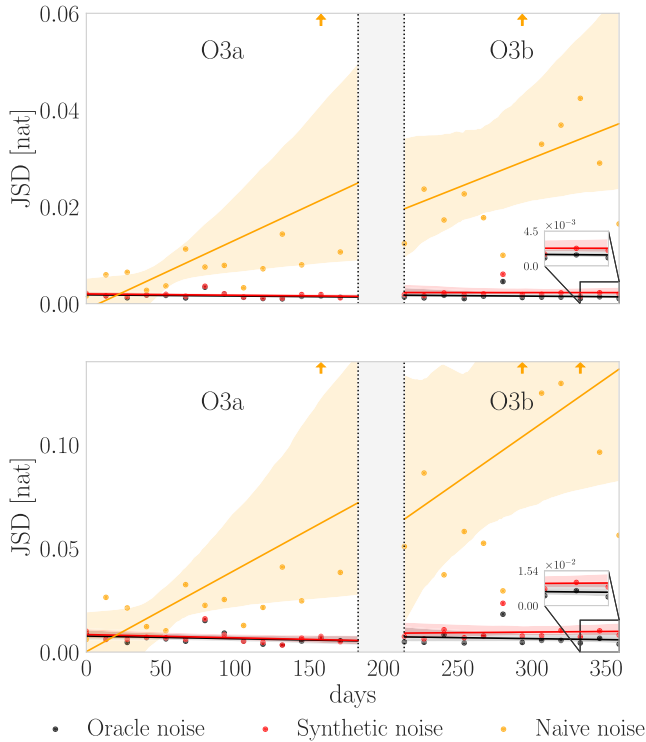 0.06
O3a
O3b
0.04
JSD [nat]
0.02
×10⁻³
4.5
0.0
0.00
O3a
O3b
0.10
JSD [nat]
0.05
×10⁻²
1.54
0.00
0.00
0 50 100 150 200 250 300 350
days
Oracle noise Synthetic noise Naive noise